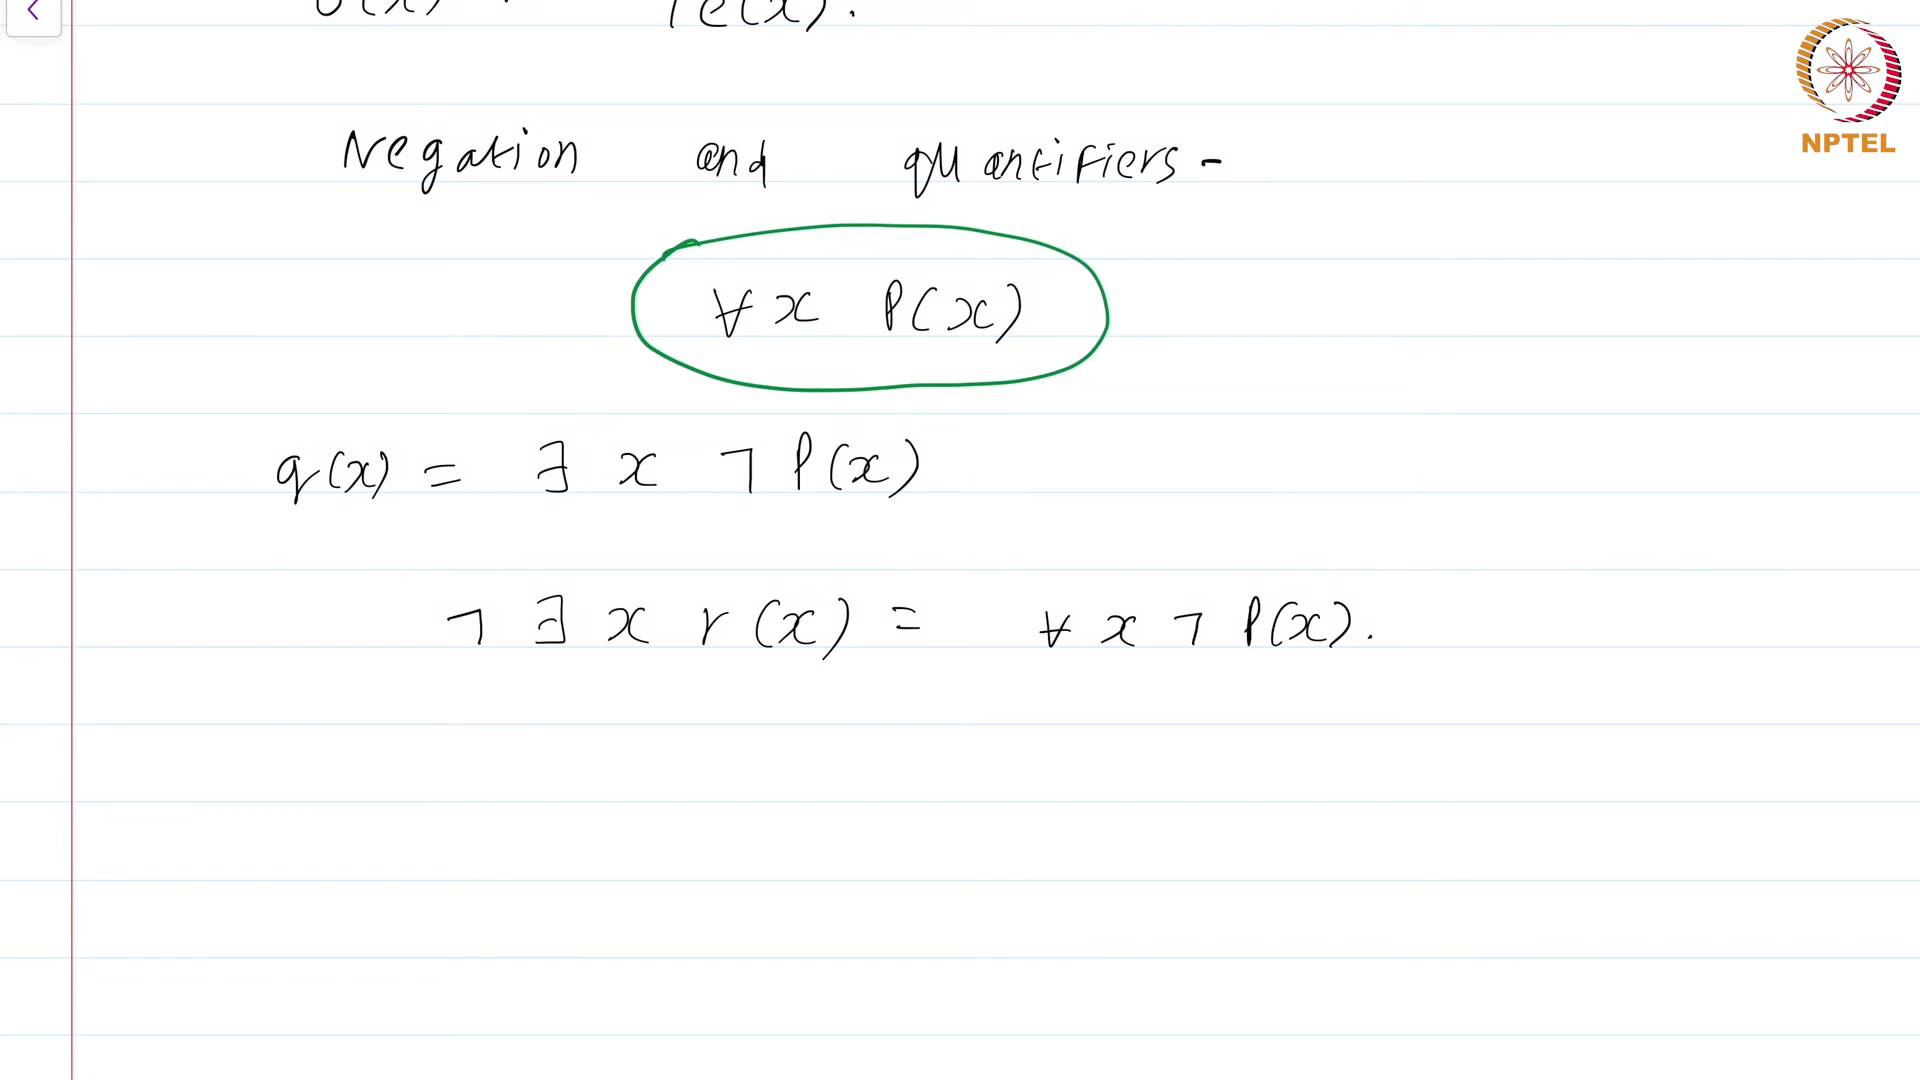 NPTEL
Negation and quantifiers -
∀ x P(x)
q(x) = ∃ x ¬ P(x)
¬ ∃ x r(x) = ∀ x ¬ P(x).